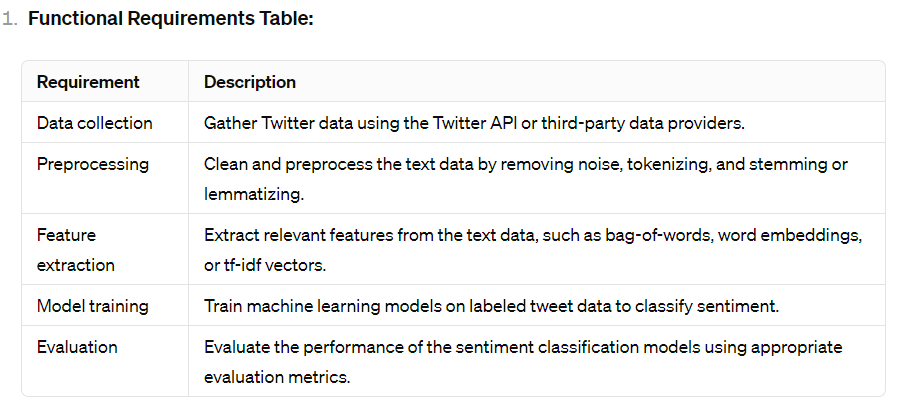 1. Functional Requirements Table:
Requirement Description
Data collection Gather Twitter data using the Twitter API or third-party data providers.
Preprocessing Clean and preprocess the text data by removing noise, tokenizing, and stemming or
lemmatizing.
Feature Extract relevant features from the text data, such as bag-of-words, word embeddings,
extraction or tf-idf vectors.
Model training Train machine learning models on labeled tweet data to classify sentiment.
Evaluation Evaluate the performance of the sentiment classification models using appropriate
evaluation metrics.